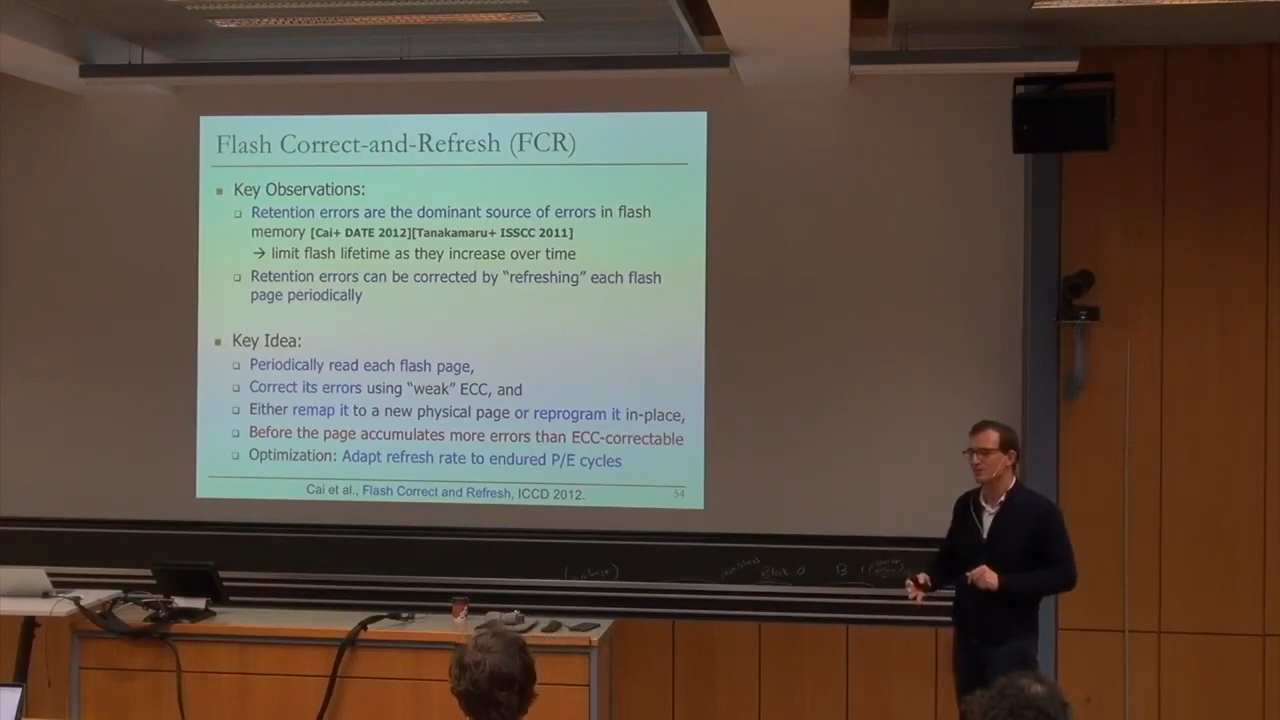 Flash Correct-and-Refresh (FCR)
Key Observations:
Retention errors are the dominant source of errors in flash
memory [Cai+ DATE 2012][Tanakamaru+ ISSCC 2011]
→ limit flash lifetime as they increase over time
Retention errors can be corrected by “refreshing” each flash
page periodically
Key Idea:
Periodically read each flash page,
Correct its errors using “weak” ECC, and
Either remap it to a new physical page or reprogram it in-place,
Before the page accumulates more errors than ECC-correctable
Optimization: Adapt refresh rate to endured P/E cycles
Cai et al., Flash Correct and Refresh, ICCD 2012.
54
Block 0